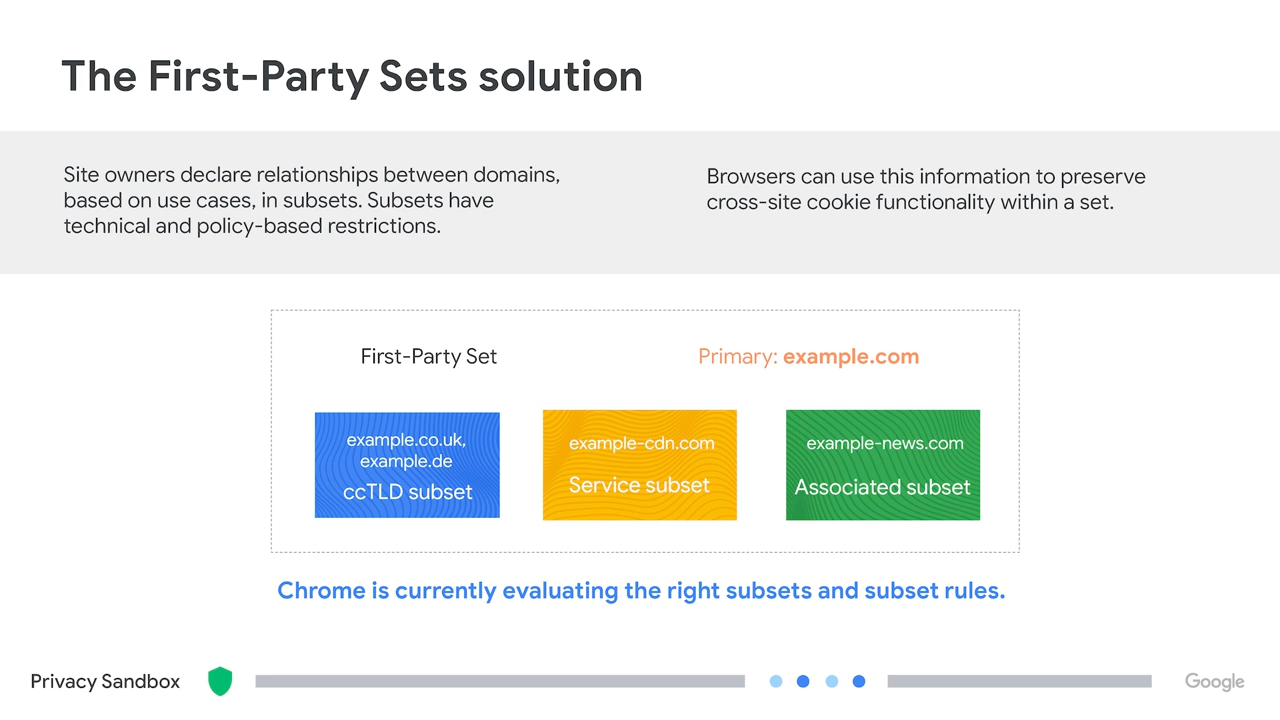 The First-Party Sets solution
Site owners declare relationships between domains,
based on use cases, in subsets. Subsets have
technical and policy-based restrictions.
Browsers can use this information to preserve
cross-site cookie functionality within a set.
First-Party Set
Primary: example.com
example.co.uk,
example.de
ccTLD subset
example-cdn.com
Service subset
example-news.com
Associated subset
Chrome is currently evaluating the right subsets and subset rules.
Privacy Sandbox
Google